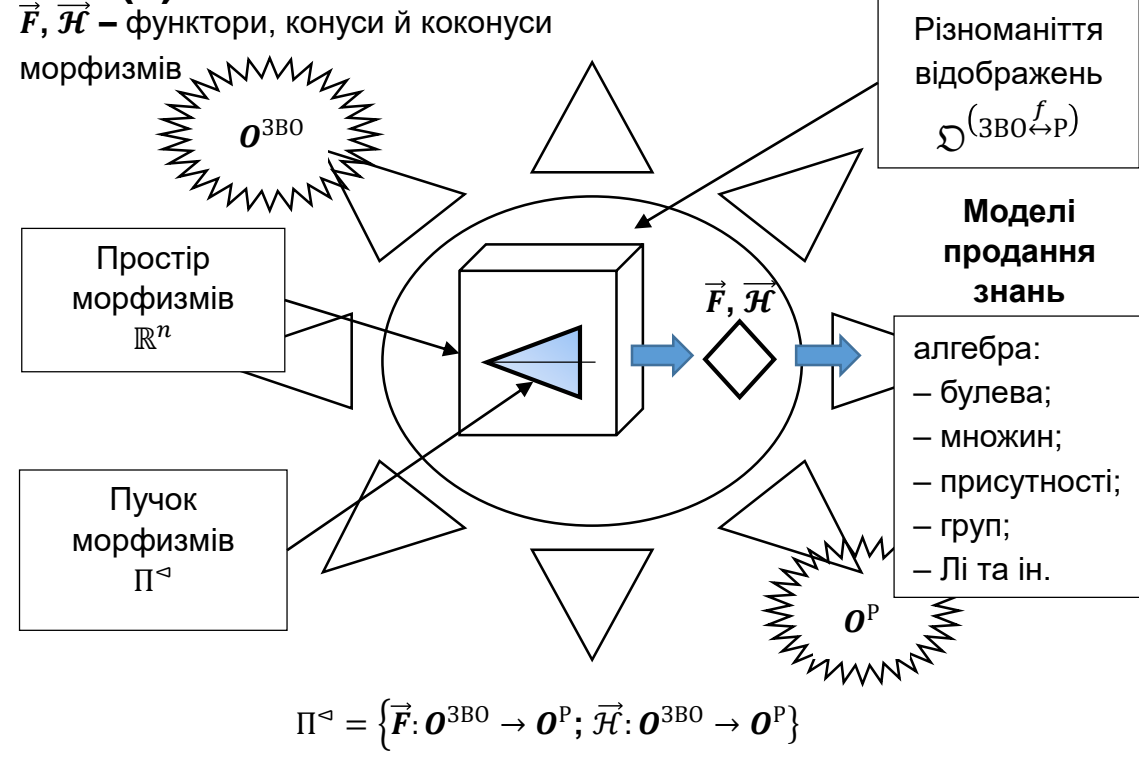 F⃗, ℋ⃗ – функтори, конуси й коконуси
морфизмів
O^ЗВО
Різноманіття
відображень
𝔇^(ЗВО f↔ Р)
Моделі
продання
знань
Простір
морфизмів
ℝⁿ
F⃗, ℋ⃗
алгебра:
– булева;
– множин;
– присутності;
– груп;
– Лі та ін.
Пучок
морфизмів
Π^⊲
O^Р
Π^⊲ = {F⃗: O^ЗВО → O^Р; ℋ⃗: O^ЗВО → O^Р}